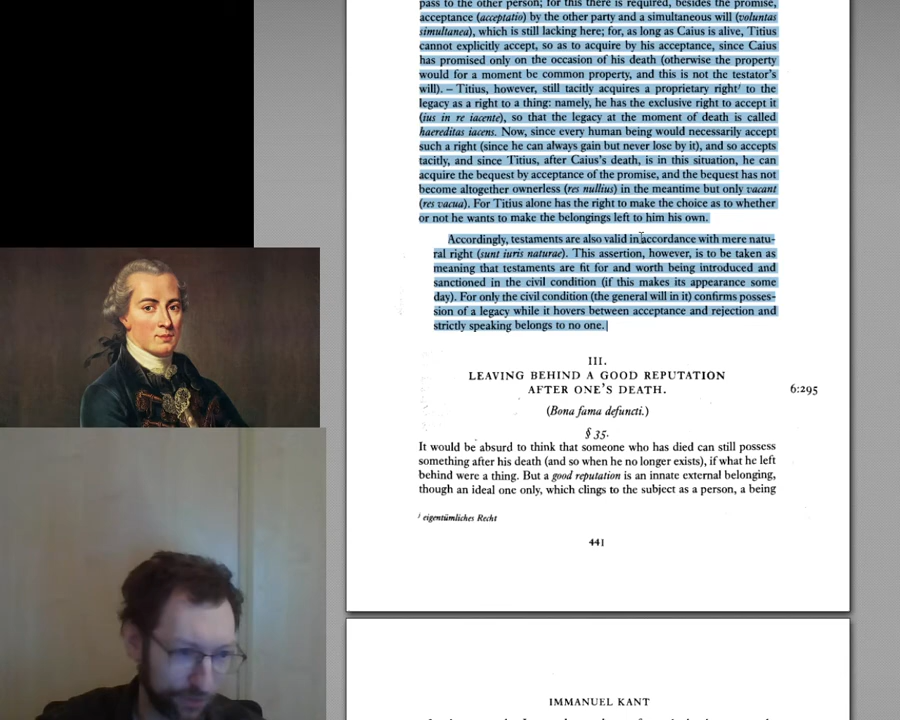 pass to the other person; for this there is required, besides the promise,
acceptance (acceptatio) by the other party and a simultaneous will (voluntas
simultanea), which is still lacking here; for, as long as Caius is alive, Titius
cannot explicitly accept, so as to acquire by his acceptance, since Caius
has promised only on the occasion of his death (otherwise the property
would for a moment be common property, and this is not the testator's
will). – Titius, however, still tacitly acquires a proprietary right to the
legacy as a right to a thing: namely, he has the exclusive right to accept it
(ius in re iacente), so that the legacy at the moment of death is called
haereditas iacens. Now, since every human being would necessarily accept
such a right (since he can always gain but never lose by it), and so accepts
tacitly, and since Titius, after Caius's death, is in this situation, he can
acquire the bequest by acceptance of the promise, and the bequest has not
become altogether ownerless (res nullius) in the meantime but only vacant
(res vacua). For Titius alone has the right to make the choice as to whether
or not he wants to make the belongings left to him his own.
Accordingly, testaments are also valid in accordance with mere natu-
ral right (sunt iuris naturae). This assertion, however, is to be taken as
meaning that testaments are fit for and worth being introduced and
sanctioned in the civil condition (if this makes its appearance some
day). For only the civil condition (the general will in it) confirms posses-
sion of a legacy while it hovers between acceptance and rejection and
strictly speaking belongs to no one.
III.
LEAVING BEHIND A GOOD REPUTATION
AFTER ONE'S DEATH.
6:295
(Bona fama defuncti.)
§ 35.
It would be absurd to think that someone who has died can still possess
something after his death (and so when he no longer exists), if what he left
behind were a thing. But a good reputation is an innate external belonging,
though an ideal one only, which clings to the subject as a person, a being
eigentümliches Recht
441
IMMANUEL KANT